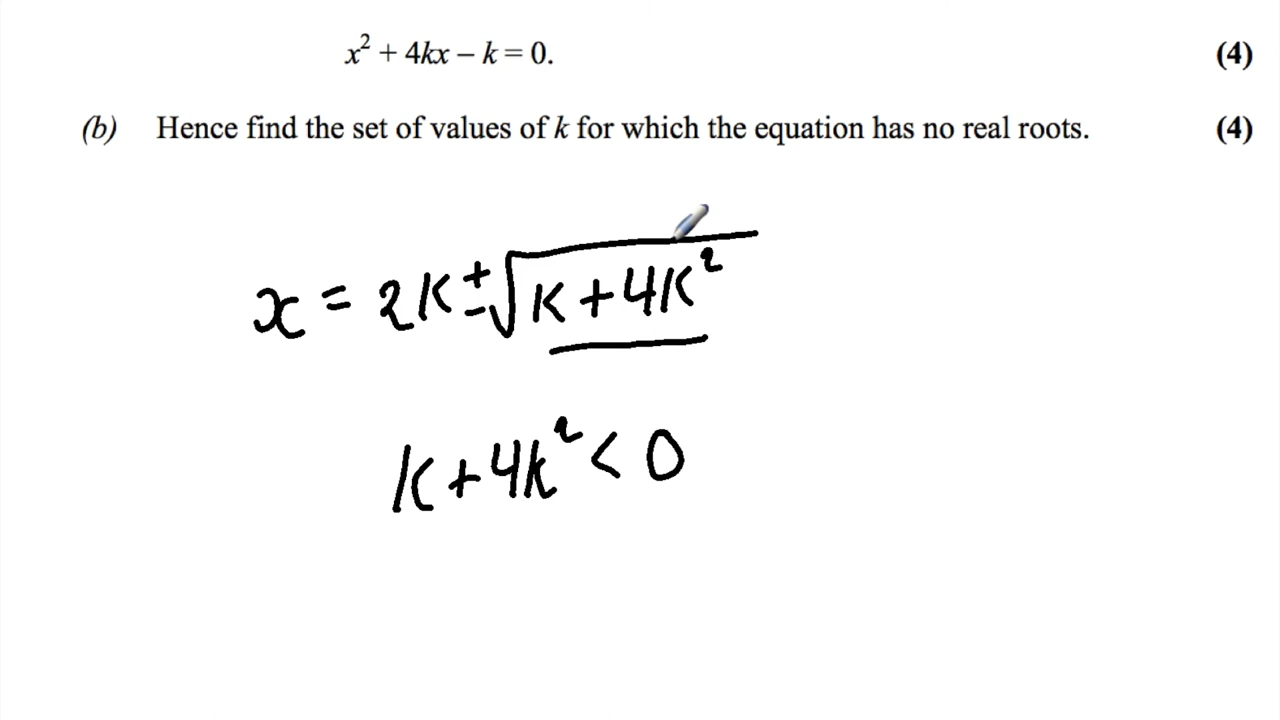 x² + 4kx – k = 0. (4)
(b) Hence find the set of values of k for which the equation has no real roots. (4)
x = 2k ± √(k + 4k²)
k + 4k² < 0